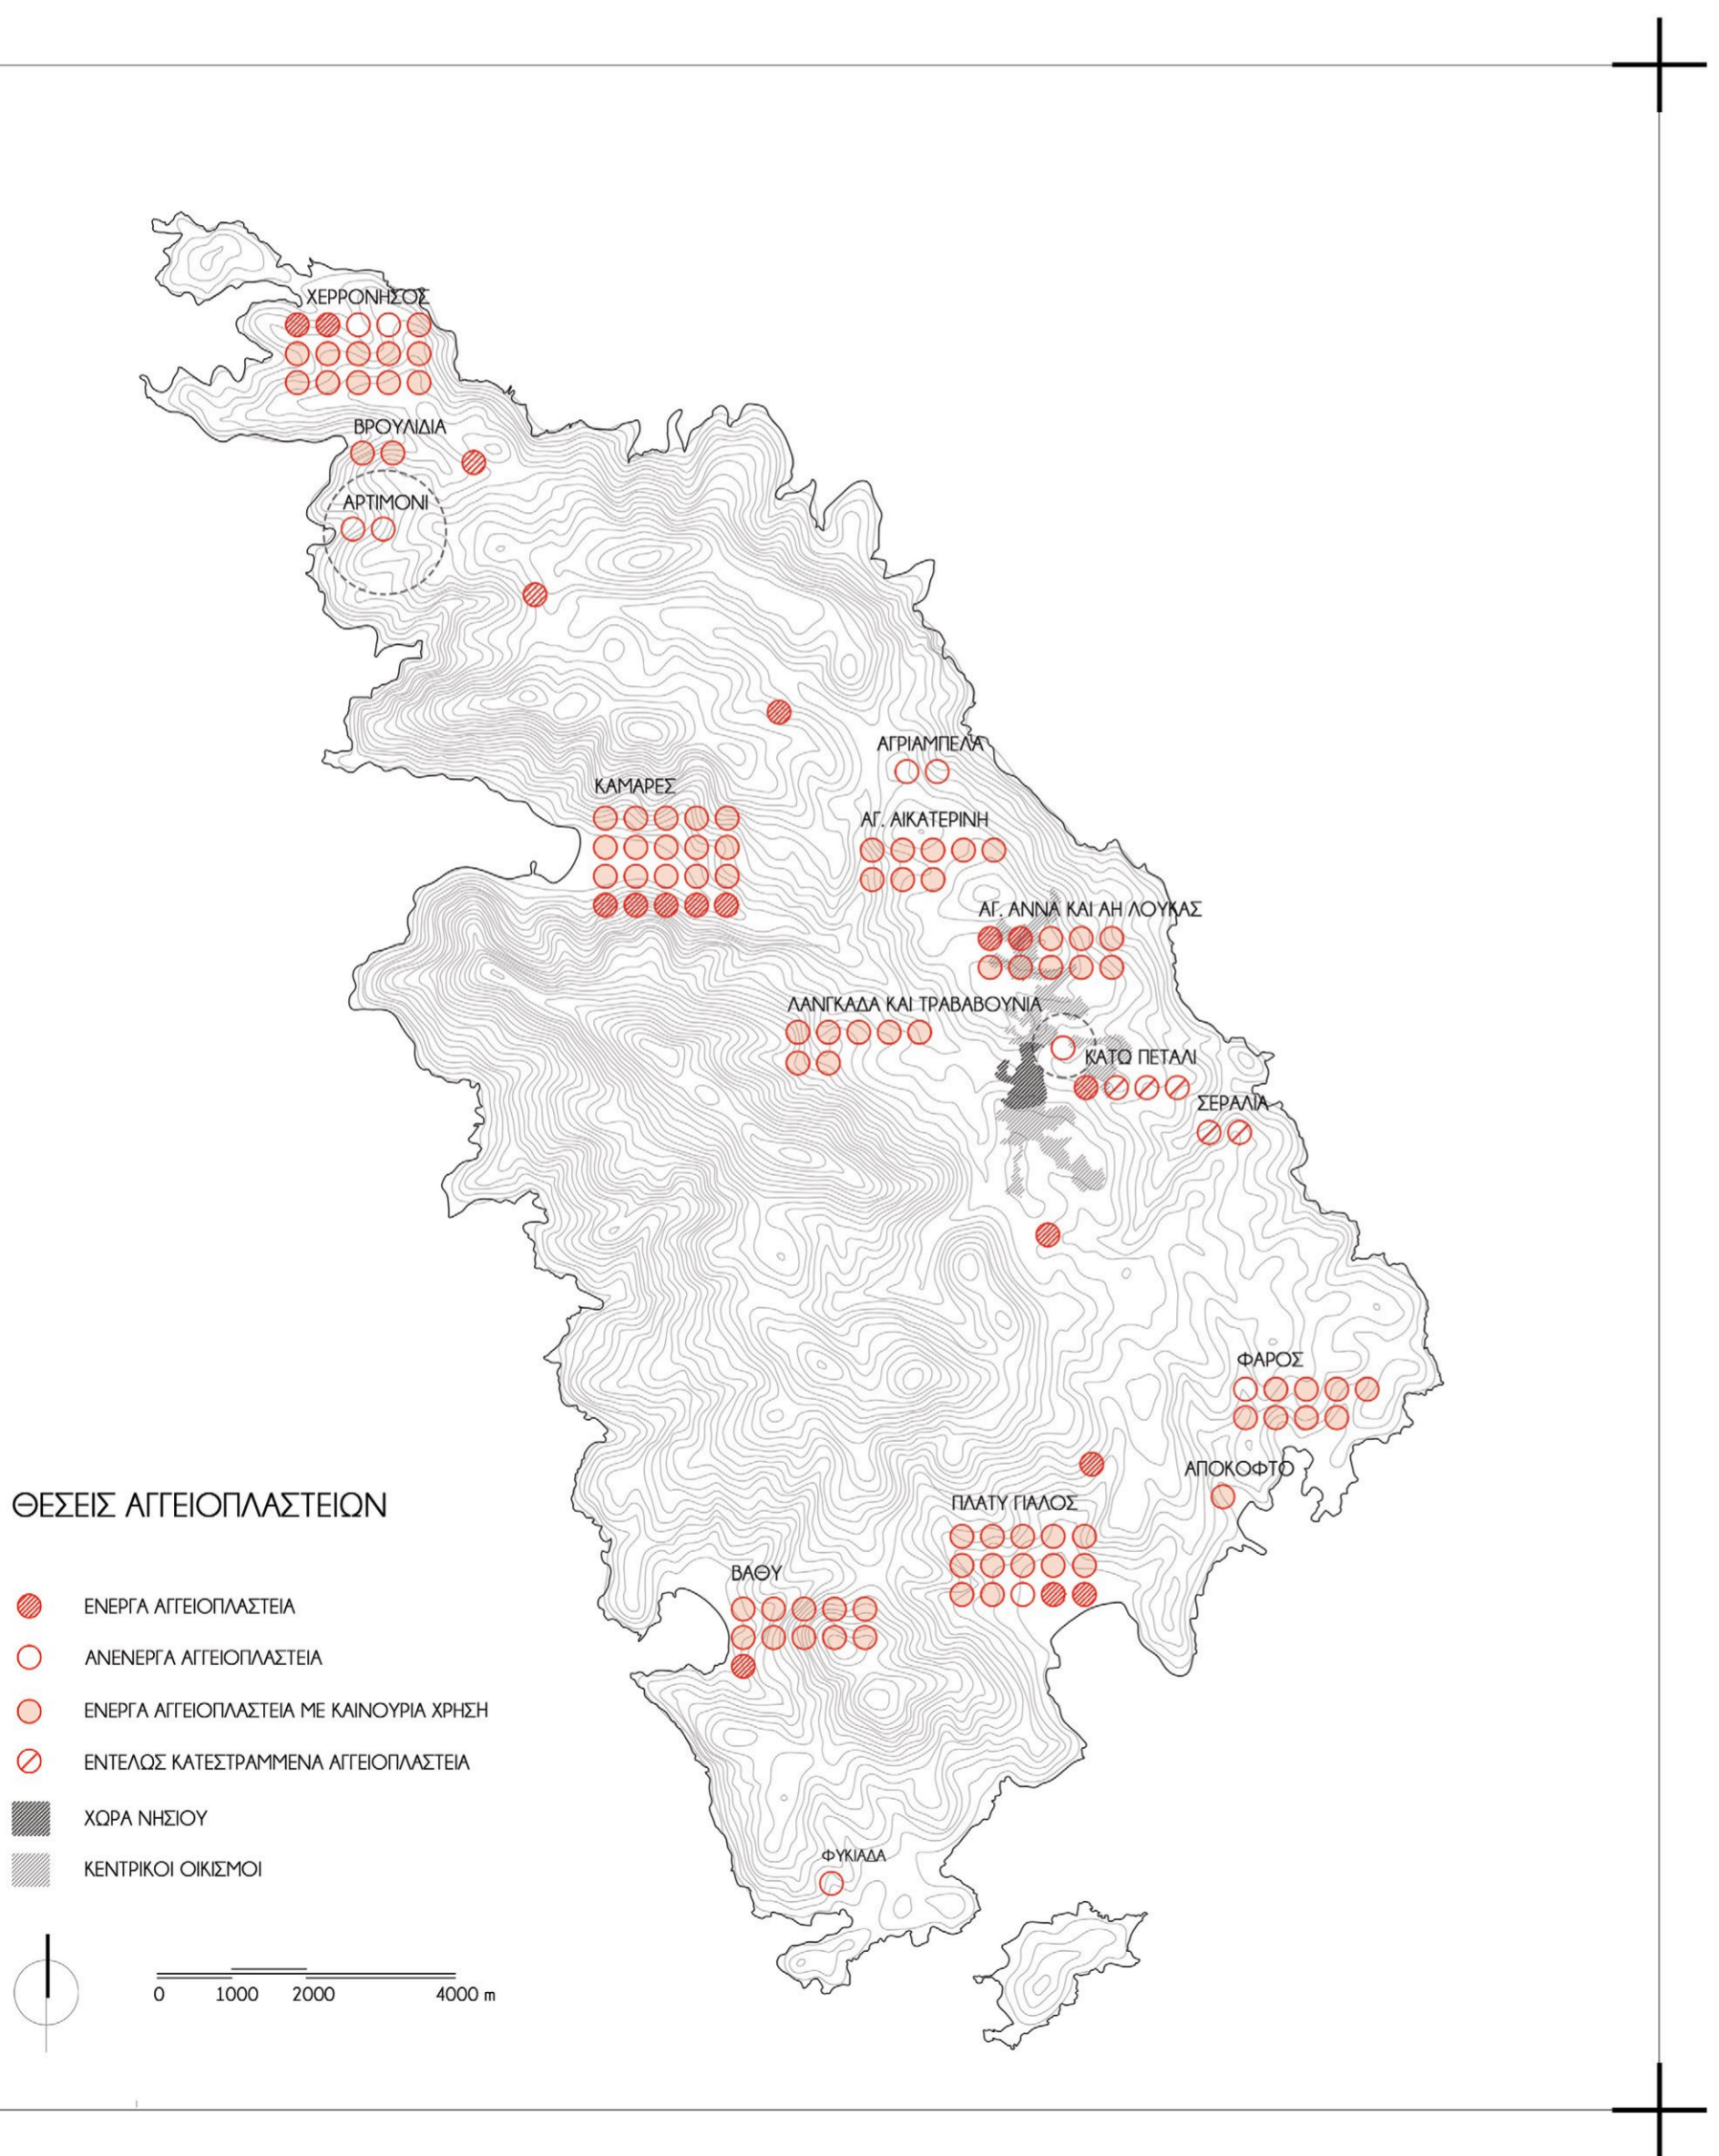 ΧΕΡΡΟΝΗΣΟΣ
ΒΡΟΥΛΙΔΙΑ
ΑΡΤΙΜΟΝΙ
ΑΓΡΙΑΜΠΕΛΑ
ΚΑΜΑΡΕΣ
ΑΓ. ΑΙΚΑΤΕΡΙΝΗ
ΑΓ. ΑΝΝΑ ΚΑΙ ΑΗ ΛΟΥΚΑΣ
ΛΑΝΓΚΑΔΑ ΚΑΙ ΤΡΑΒΑΒΟΥΝΙΑ
ΚΑΤΩ ΠΕΤΑΛΙ
ΣΕΡΑΛΙΑ
ΦΑΡΟΣ
ΑΠΟΚΟΦΤΟ
ΠΛΑΤΥ ΓΙΑΛΟΣ
ΒΑΘΥ
ΦΥΚΙΑΔΑ
ΘΕΣΕΙΣ ΑΓΓΕΙΟΠΛΑΣΤΕΙΩΝ
ΕΝΕΡΓΑ ΑΓΓΕΙΟΠΛΑΣΤΕΙΑ
ΑΝΕΝΕΡΓΑ ΑΓΓΕΙΟΠΛΑΣΤΕΙΑ
ΕΝΕΡΓΑ ΑΓΓΕΙΟΠΛΑΣΤΕΙΑ ΜΕ ΚΑΙΝΟΥΡΙΑ ΧΡΗΣΗ
ΕΝΤΕΛΩΣ ΚΑΤΕΣΤΡΑΜΜΕΝΑ ΑΓΓΕΙΟΠΛΑΣΤΕΙΑ
ΧΩΡΑ ΝΗΣΙΟΥ
ΚΕΝΤΡΙΚΟΙ ΟΙΚΙΣΜΟΙ
0 1000 2000 4000 m